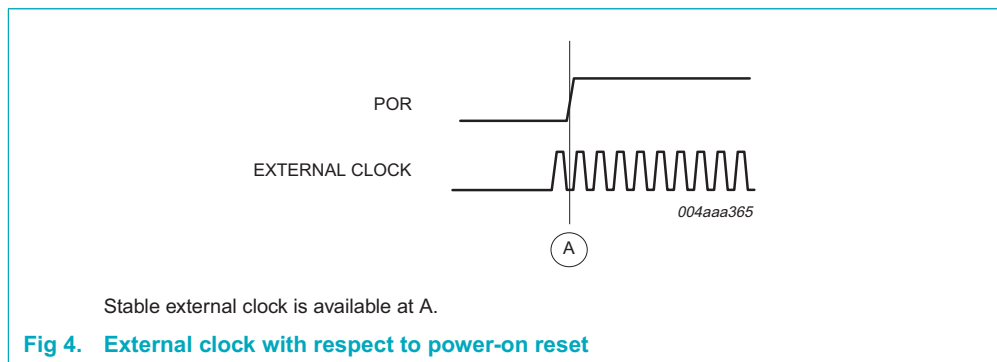 POR
EXTERNAL CLOCK
004aaa365
A
Stable external clock is available at A.
Fig 4. External clock with respect to power-on reset